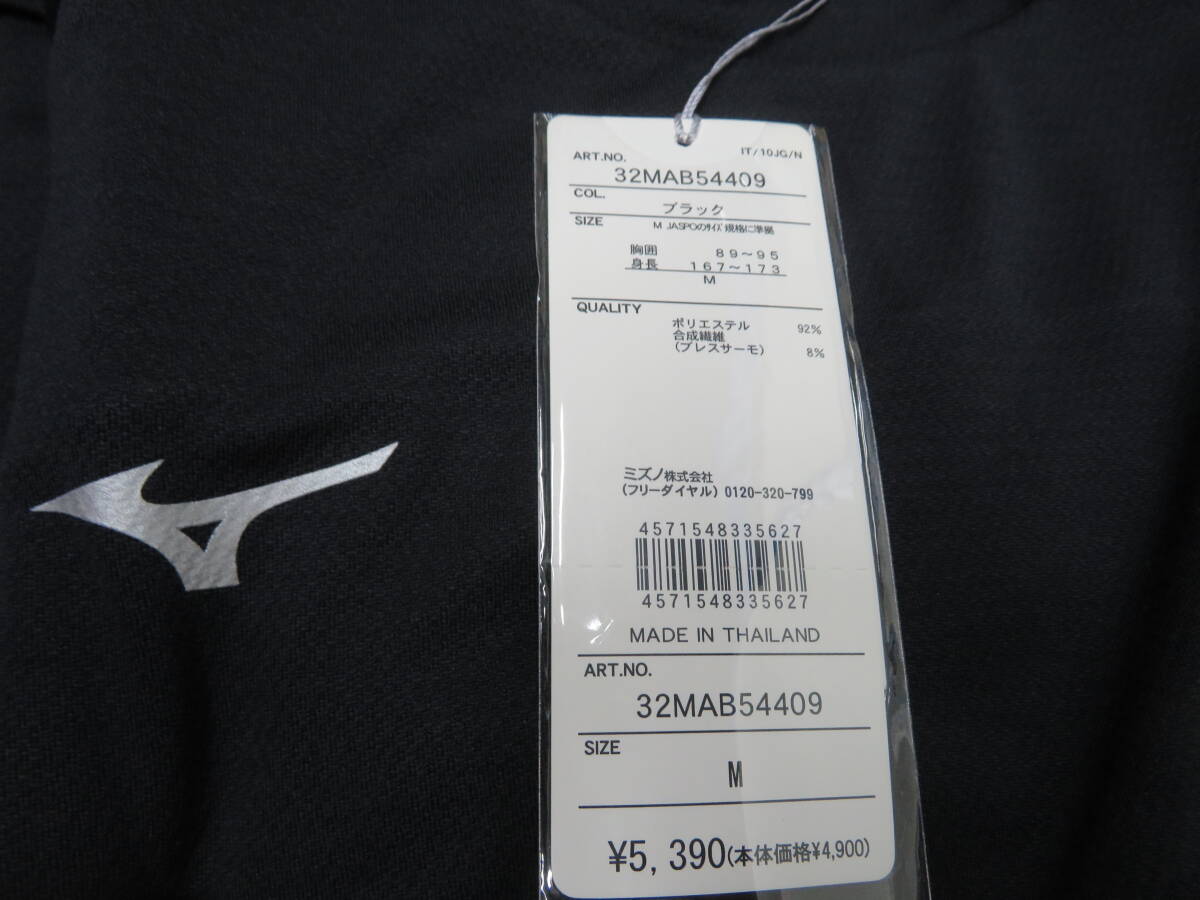 IT/10JG/N
ART.NO.
32MAB54409
COL.
ブラック
SIZE
M JASPOのサイズ規格に準拠
胸囲 89~95
身長 167~173
M
QUALITY
ポリエステル 92%
合成繊維
(ブレスサーモ) 8%
ミズノ株式会社
(フリーダイヤル) 0120-320-799
4571548335627
4571548335627
MADE IN THAILAND
ART.NO.
32MAB54409
SIZE
M
¥5,390(本体価格¥4,900)